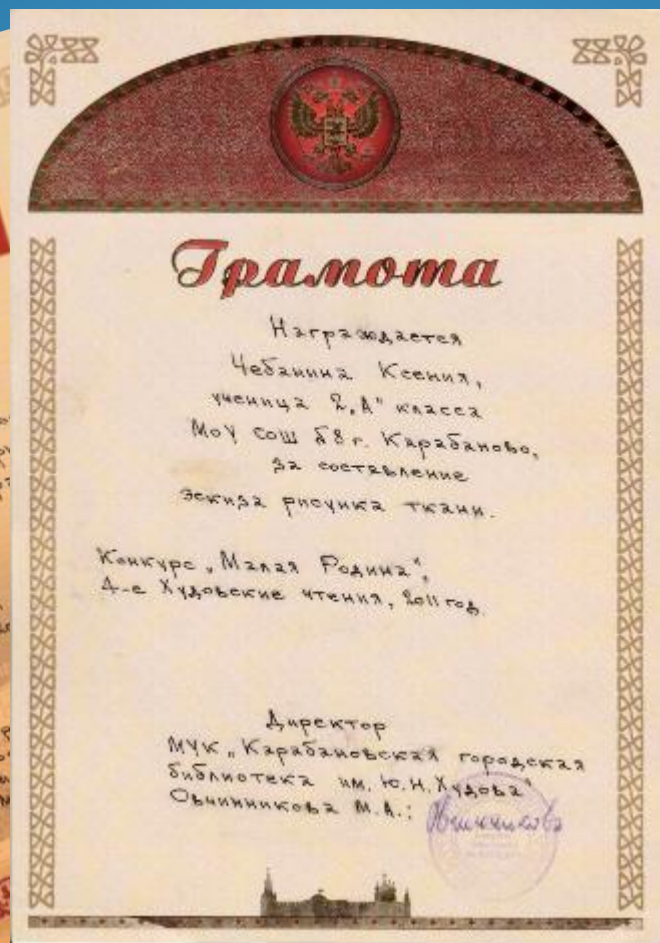 Грамота
Награждается
Чебанина Ксения,
ученица 2 „А" класса
МОУ СОШ №8 г. Карабаново,
за составление
эскиза рисунка ткани.
Конкурс „Малая Родина",
4-е Худовские чтения, 2011 год.
Директор
МУК „Карабановская городская
библиотека им. Ю.Н. Худова"
Овчинникова М.А.: